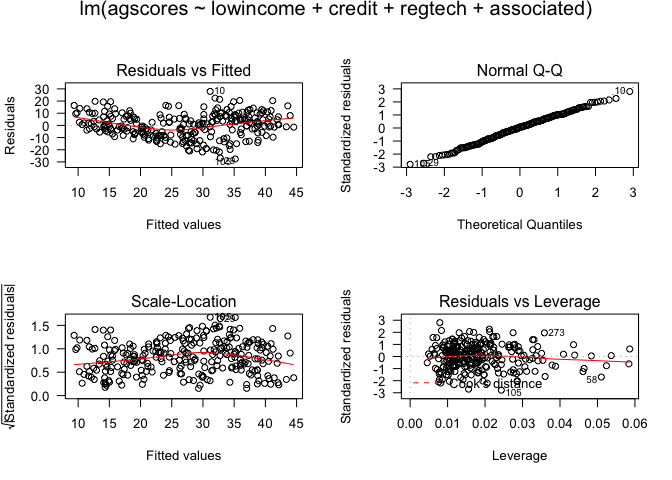 lm(agscores ~ lowincome + credit + regtech + associated)
Residuals vs Fitted
Residuals
30
20
10
0
-10
-20
-30
10
10 15 20 25 30 35 40 45
Fitted values
Normal Q-Q
Standardized residuals
3
2
1
0
-1
-2
-3
10
-3 -2 -1 0 1 2 3
Theoretical Quantiles
Scale-Location
√|Standardized residuals|
1.5
1.0
0.5
0.0
10 15 20 25 30 35 40 45
Fitted values
Residuals vs Leverage
Standardized residuals
3
2
1
0
-1
-2
-3
273
58
Cook's distance
105
0.00 0.01 0.02 0.03 0.04 0.05 0.06
Leverage